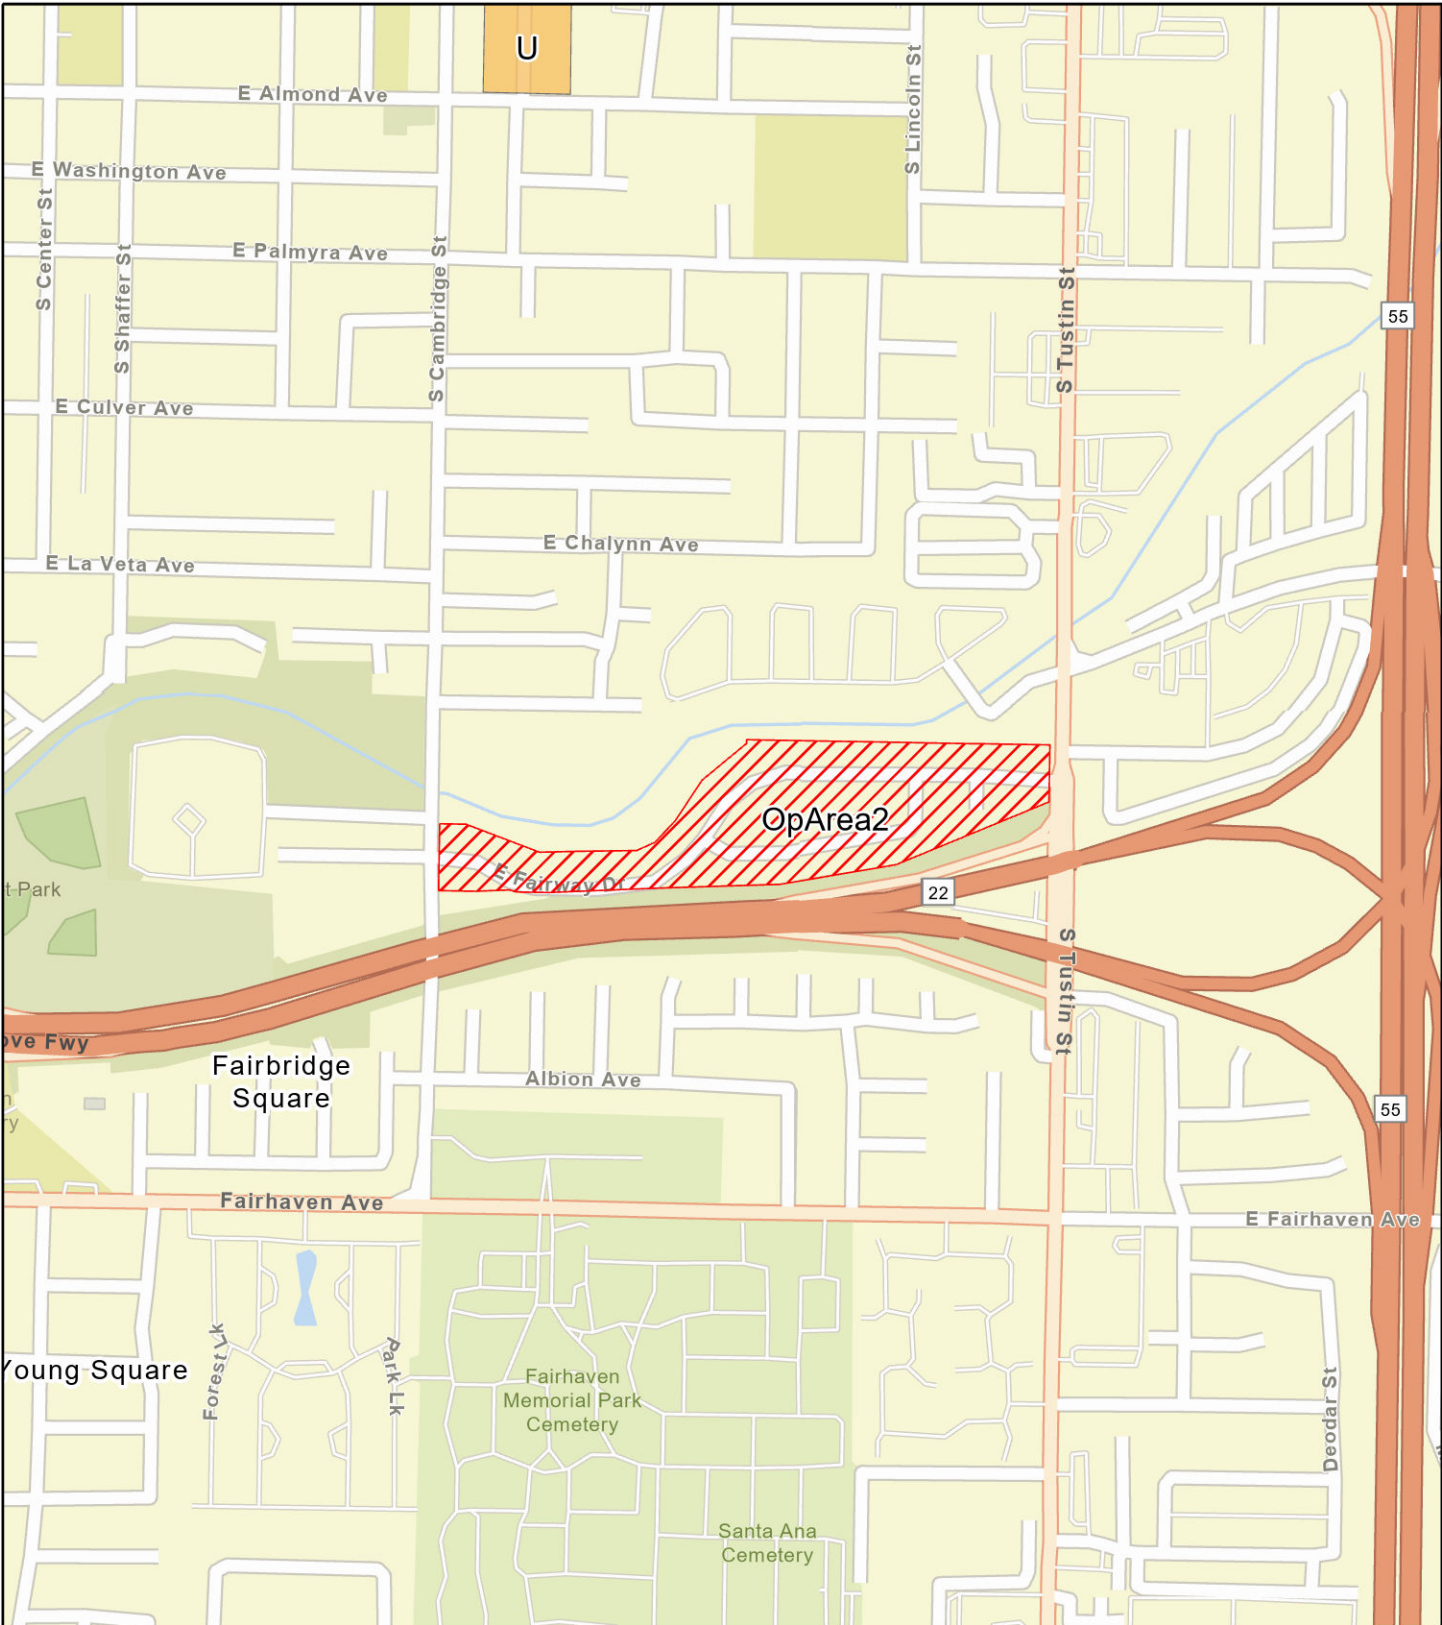 U
E Almond Ave
S Lincoln St
E Washington Ave
S Center St
S Shaffer St
E Palmyra Ave
S Cambridge St
S Tustin St
55
E Culver Ave
E Chalynn Ave
E La Veta Ave
OpArea2
E Fairway Dr
t Park
22
S Tustin St
ove Fwy
Fairbridge
Square
Albion Ave
55
n
ry
Fairhaven Ave
E Fairhaven Ave
Forest Lk
Park Lk
Young Square
Fairhaven
Memorial Park
Cemetery
Deodar St
Santa Ana
Cemetery